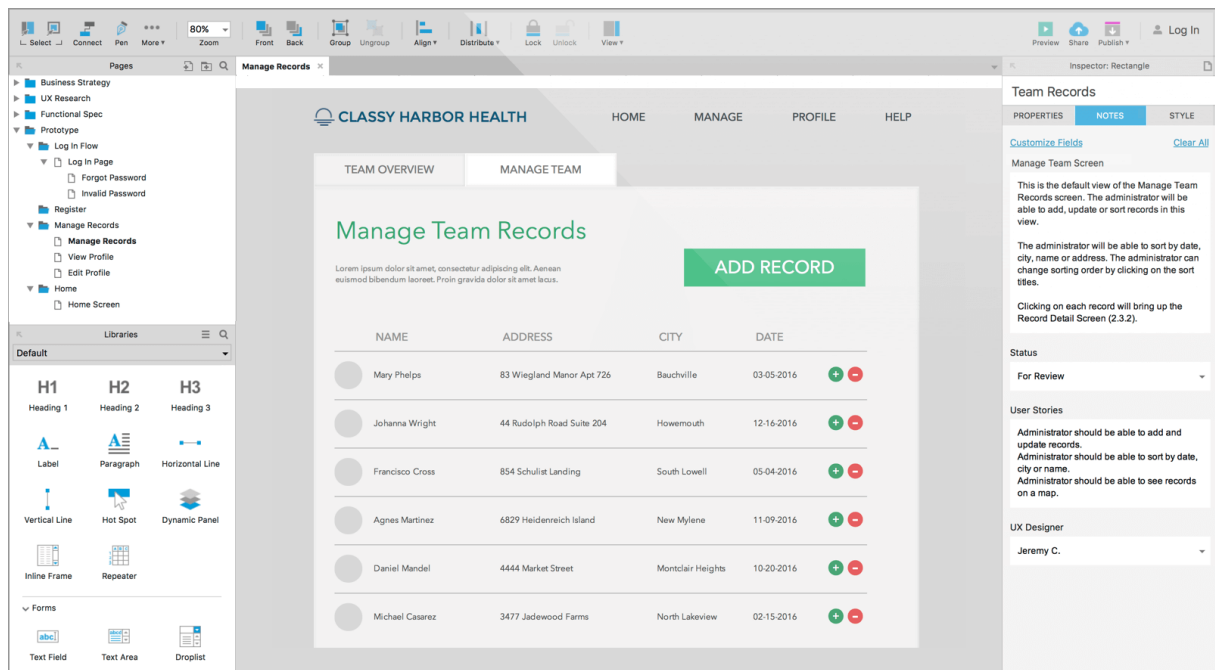 Select
Connect
Pen
More
80%
Zoom
Front
Back
Group
Ungroup
Align
Distribute
Lock
Unlock
View
Preview
Share
Publish
Log In
Pages
Business Strategy
UX Research
Functional Spec
Prototype
Log In Flow
Log In Page
Forgot Password
Invalid Password
Register
Manage Records
Manage Records
View Profile
Edit Profile
Home
Home Screen
Libraries
Default
H1 H2 H3
Heading 1 Heading 2 Heading 3
A A
Label Paragraph Horizontal Line
Vertical Line Hot Spot Dynamic Panel
Inline Frame Repeater
Forms
abc
Text Field Text Area Droplist
Manage Records
CLASSY HARBOR HEALTH
HOME MANAGE PROFILE HELP
TEAM OVERVIEW MANAGE TEAM
Manage Team Records
Lorem ipsum dolor sit amet, consectetur adipiscing elit. Aenean
euismod bibendum laoreet. Proin gravida dolor sit amet lacus.
ADD RECORD
NAME ADDRESS CITY DATE
Mary Phelps 83 Wiegland Manor Apt 726 Bauchville 03-05-2016
Johanna Wright 44 Rudolph Road Suite 204 Howemouth 12-16-2016
Francisco Cross 854 Schulist Landing South Lowell 05-04-2016
Agnes Martinez 6829 Heidenreich Island New Mylene 11-09-2016
Daniel Mandel 4444 Market Street Montclair Heights 10-20-2016
Michael Casarez 3477 Jadewood Farms North Lakeview 02-15-2016
Inspector: Rectangle
Team Records
PROPERTIES NOTES STYLE
Customize Fields Clear All
Manage Team Screen
This is the default view of the Manage Team
Records screen. The administrator will be
able to add, update or sort records in this
view.
The administrator will be able to sort by date,
city, name or address. The administrator can
change sorting order by clicking on the sort
titles.
Clicking on each record will bring up the
Record Detail Screen (2.3.2).
Status
For Review
User Stories
Administrator should be able to add and
update records.
Administrator should be able to sort by date,
city or name.
Administrator should be able to see records
on a map.
UX Designer
Jeremy C.